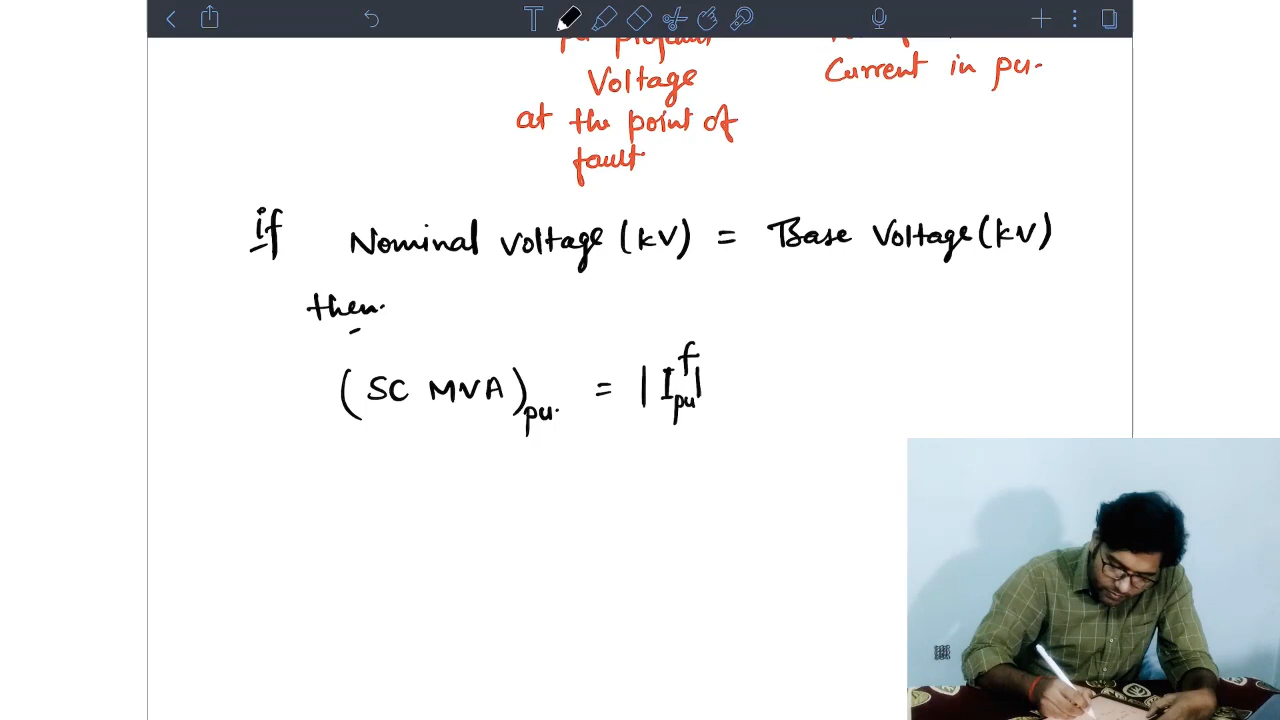 Voltage
Current in pu.
at the point of
fault
if Nominal Voltage (kV) = Base Voltage (kV)
then.
(SC MVA)pu. = |I^f pu|